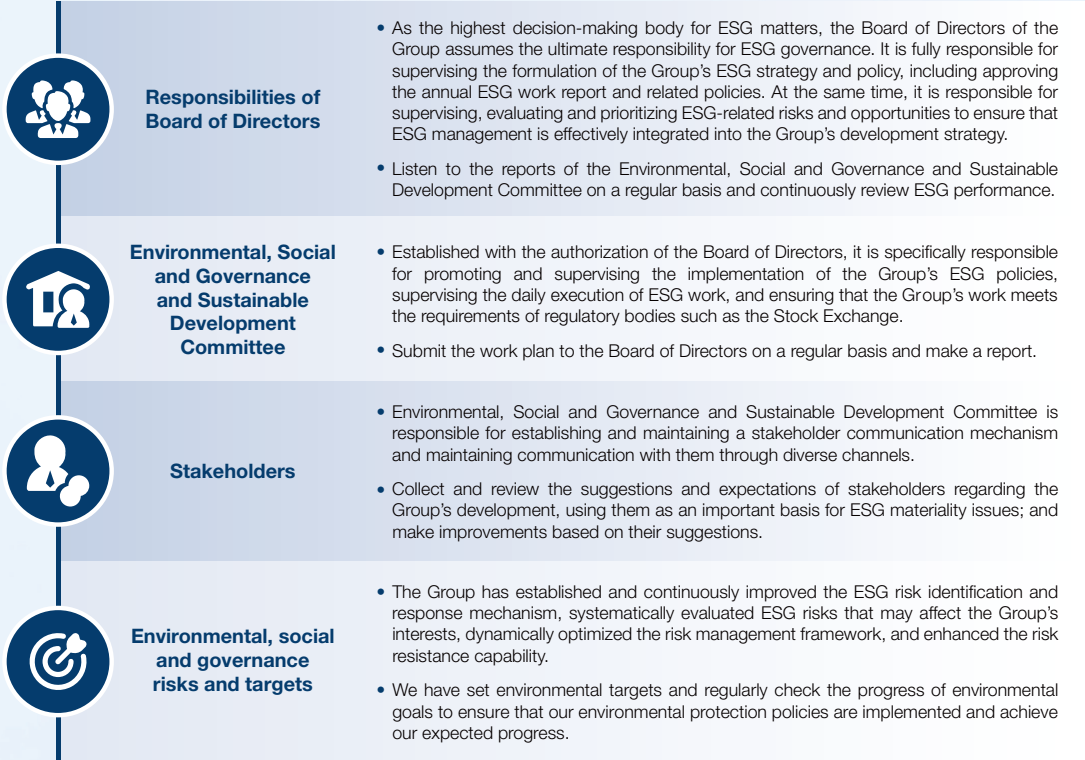 Responsibilities of
Board of Directors
• As the highest decision-making body for ESG matters, the Board of Directors of the
Group assumes the ultimate responsibility for ESG governance. It is fully responsible for
supervising the formulation of the Group's ESG strategy and policy, including approving
the annual ESG work report and related policies. At the same time, it is responsible for
supervising, evaluating and prioritizing ESG-related risks and opportunities to ensure that
ESG management is effectively integrated into the Group's development strategy.
• Listen to the reports of the Environmental, Social and Governance and Sustainable
Development Committee on a regular basis and continuously review ESG performance.
Environmental, Social
and Governance
and Sustainable
Development
Committee
• Established with the authorization of the Board of Directors, it is specifically responsible
for promoting and supervising the implementation of the Group's ESG policies,
supervising the daily execution of ESG work, and ensuring that the Group's work meets
the requirements of regulatory bodies such as the Stock Exchange.
• Submit the work plan to the Board of Directors on a regular basis and make a report.
Stakeholders
• Environmental, Social and Governance and Sustainable Development Committee is
responsible for establishing and maintaining a stakeholder communication mechanism
and maintaining communication with them through diverse channels.
• Collect and review the suggestions and expectations of stakeholders regarding the
Group's development, using them as an important basis for ESG materiality issues; and
make improvements based on their suggestions.
Environmental, social
and governance
risks and targets
• The Group has established and continuously improved the ESG risk identification and
response mechanism, systematically evaluated ESG risks that may affect the Group's
interests, dynamically optimized the risk management framework, and enhanced the risk
resistance capability.
• We have set environmental targets and regularly check the progress of environmental
goals to ensure that our environmental protection policies are implemented and achieve
our expected progress.